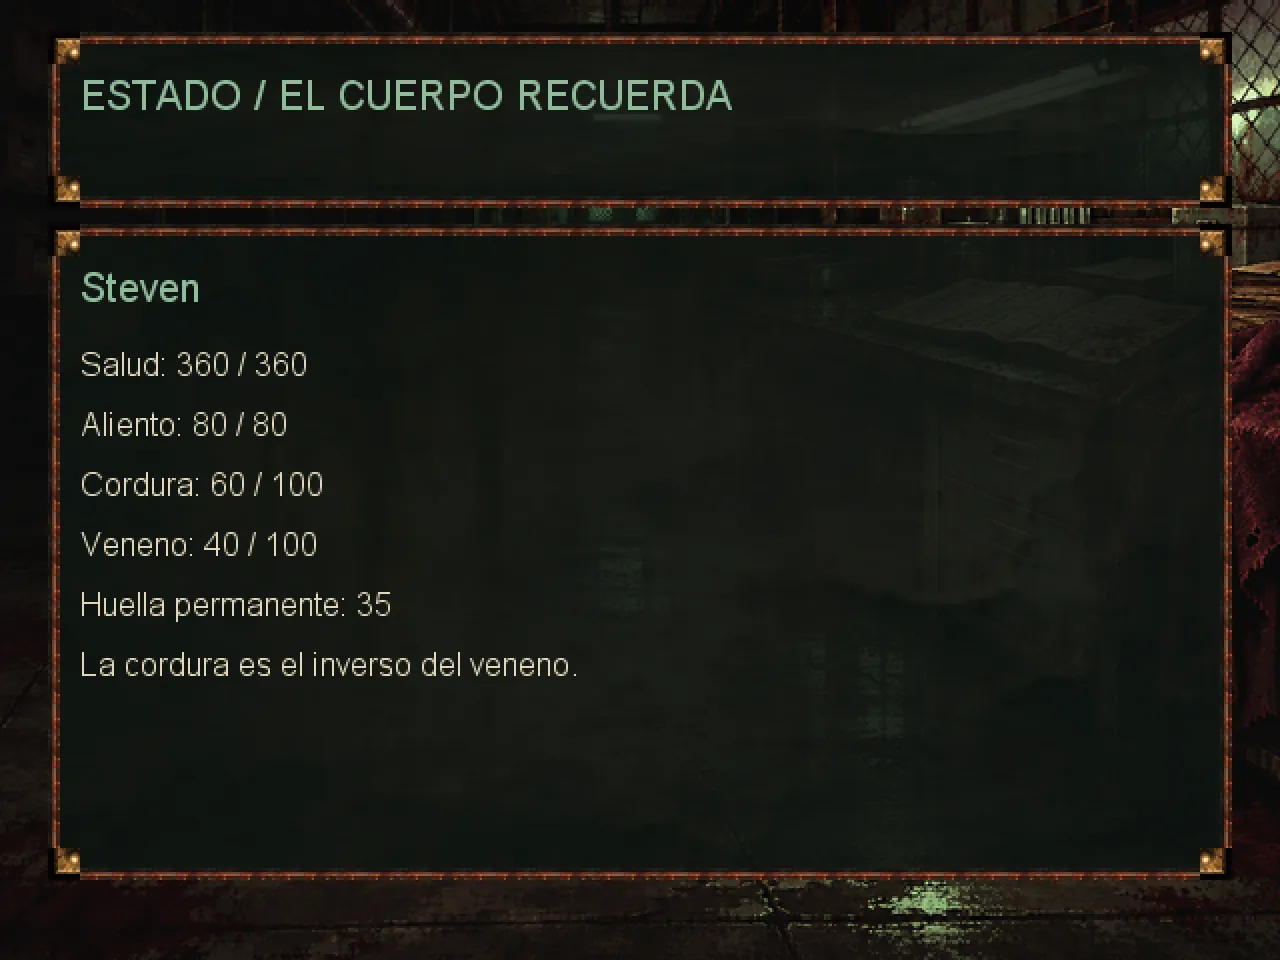 ESTADO / EL CUERPO RECUERDA
Steven
Salud: 360 / 360
Aliento: 80 / 80
Cordura: 60 / 100
Veneno: 40 / 100
Huella permanente: 35
La cordura es el inverso del veneno.